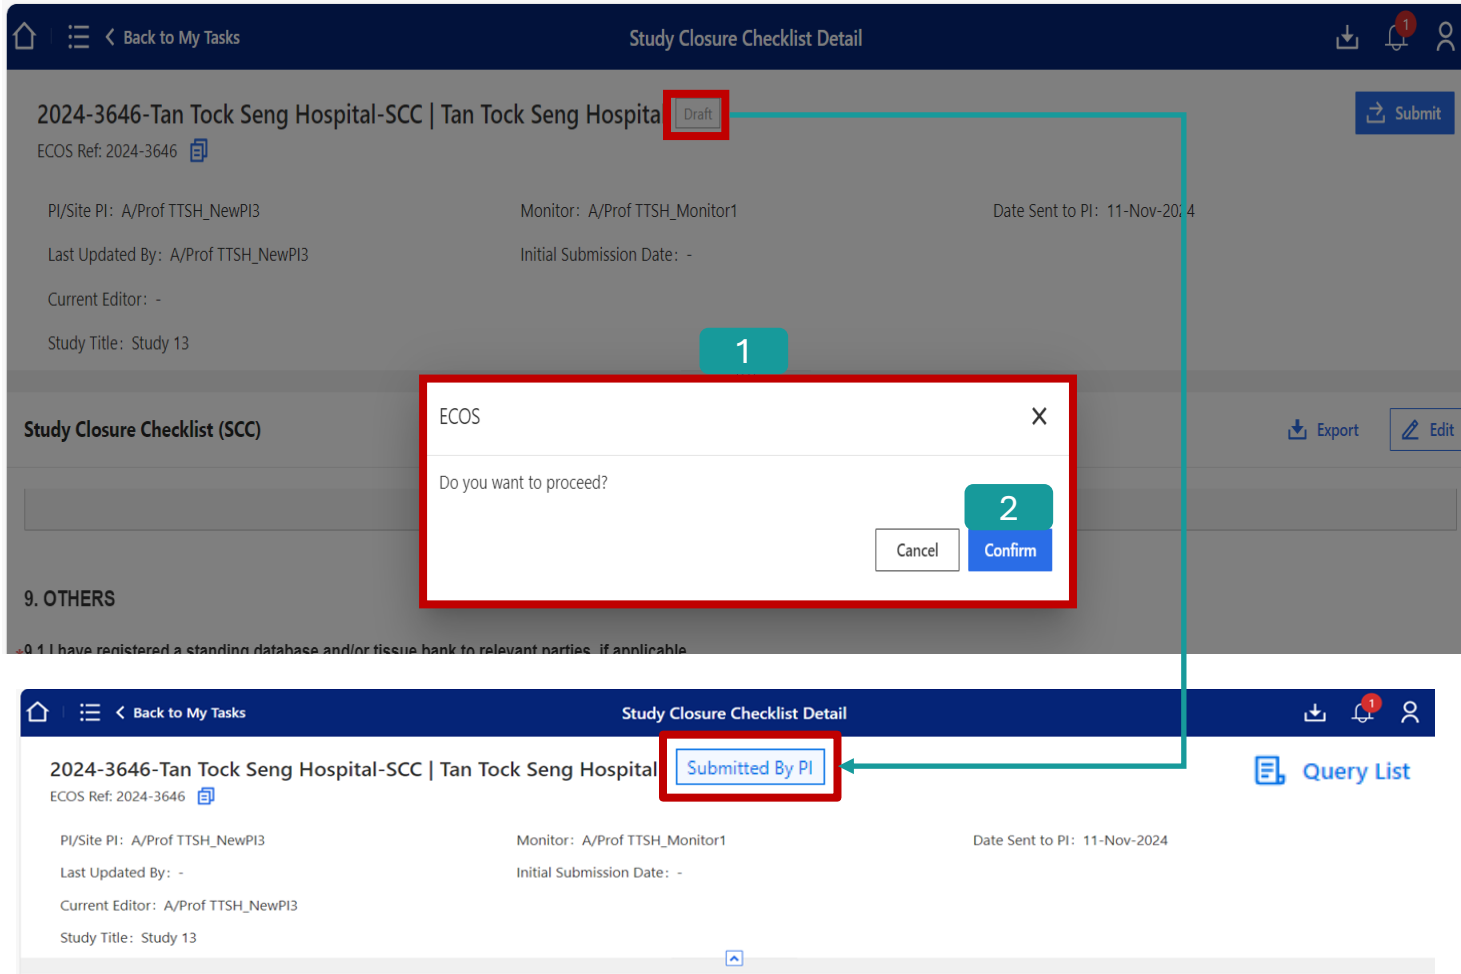 Back to My Tasks
Study Closure Checklist Detail
1
2024-3646-Tan Tock Seng Hospital-SCC | Tan Tock Seng Hospita
Draft
Submit
ECOS Ref: 2024-3646
PI/Site PI: A/Prof TTSH_NewPI3
Monitor: A/Prof TTSH_Monitor1
Date Sent to PI: 11-Nov-2024
Last Updated By: A/Prof TTSH_NewPI3
Initial Submission Date: -
Current Editor: -
Study Title: Study 13
1
ECOS
X
Study Closure Checklist (SCC)
Export
Edit
Do you want to proceed?
2
Cancel
Confirm
9. OTHERS
*9.1 I have registered a standing database and/or tissue bank to relevant parties, if applicable
Back to My Tasks
Study Closure Checklist Detail
1
2024-3646-Tan Tock Seng Hospital-SCC | Tan Tock Seng Hospital
Submitted By PI
Query List
ECOS Ref: 2024-3646
PI/Site PI: A/Prof TTSH_NewPI3
Monitor: A/Prof TTSH_Monitor1
Date Sent to PI: 11-Nov-2024
Last Updated By: -
Initial Submission Date: -
Current Editor: A/Prof TTSH_NewPI3
Study Title: Study 13